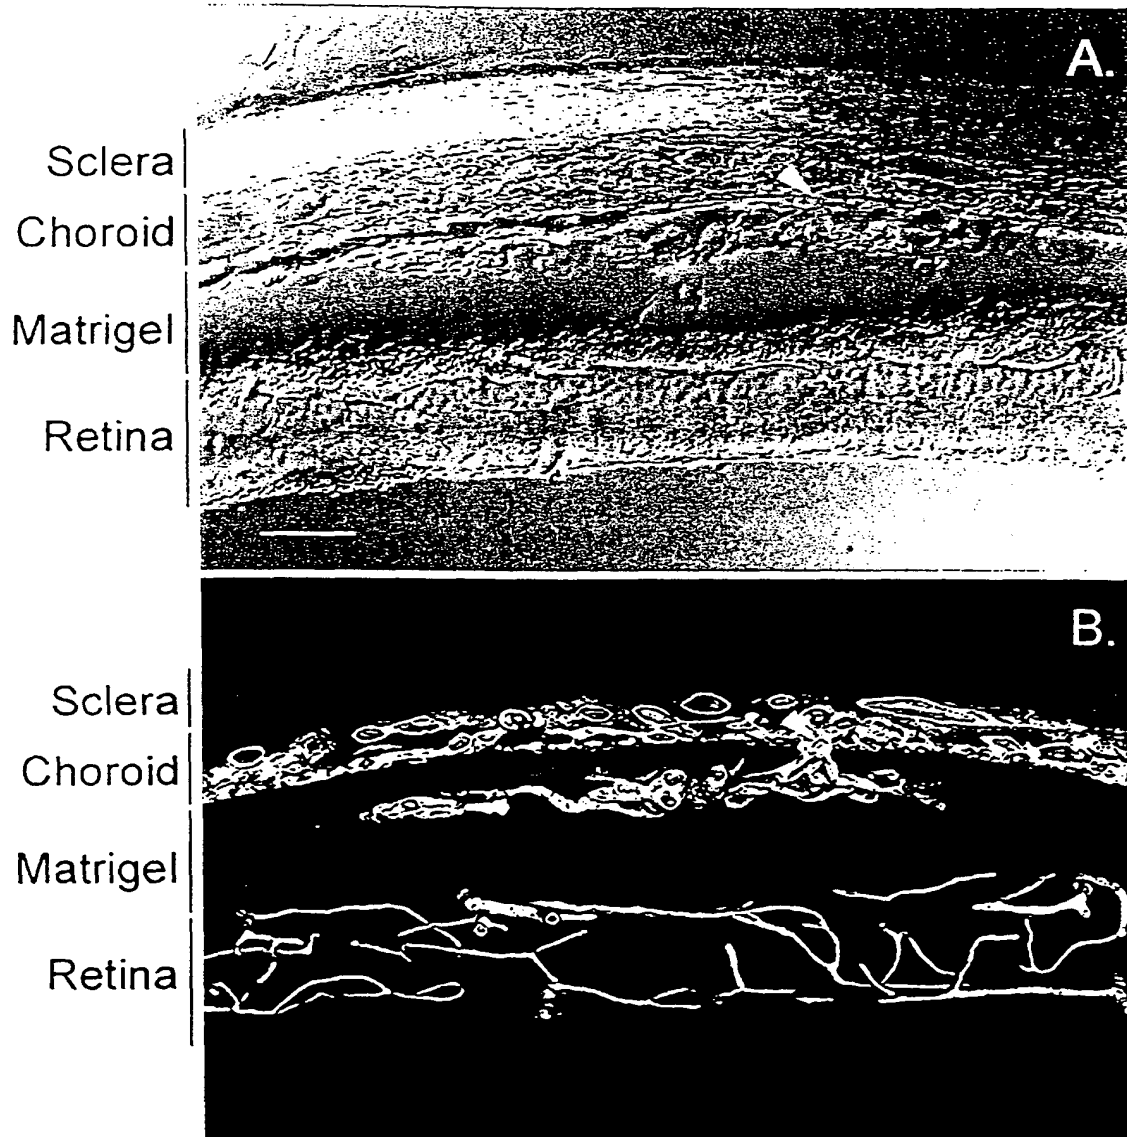 A.
Sclera
Choroid
Matrigel
Retina
B.
Sclera
Choroid
Matrigel
Retina